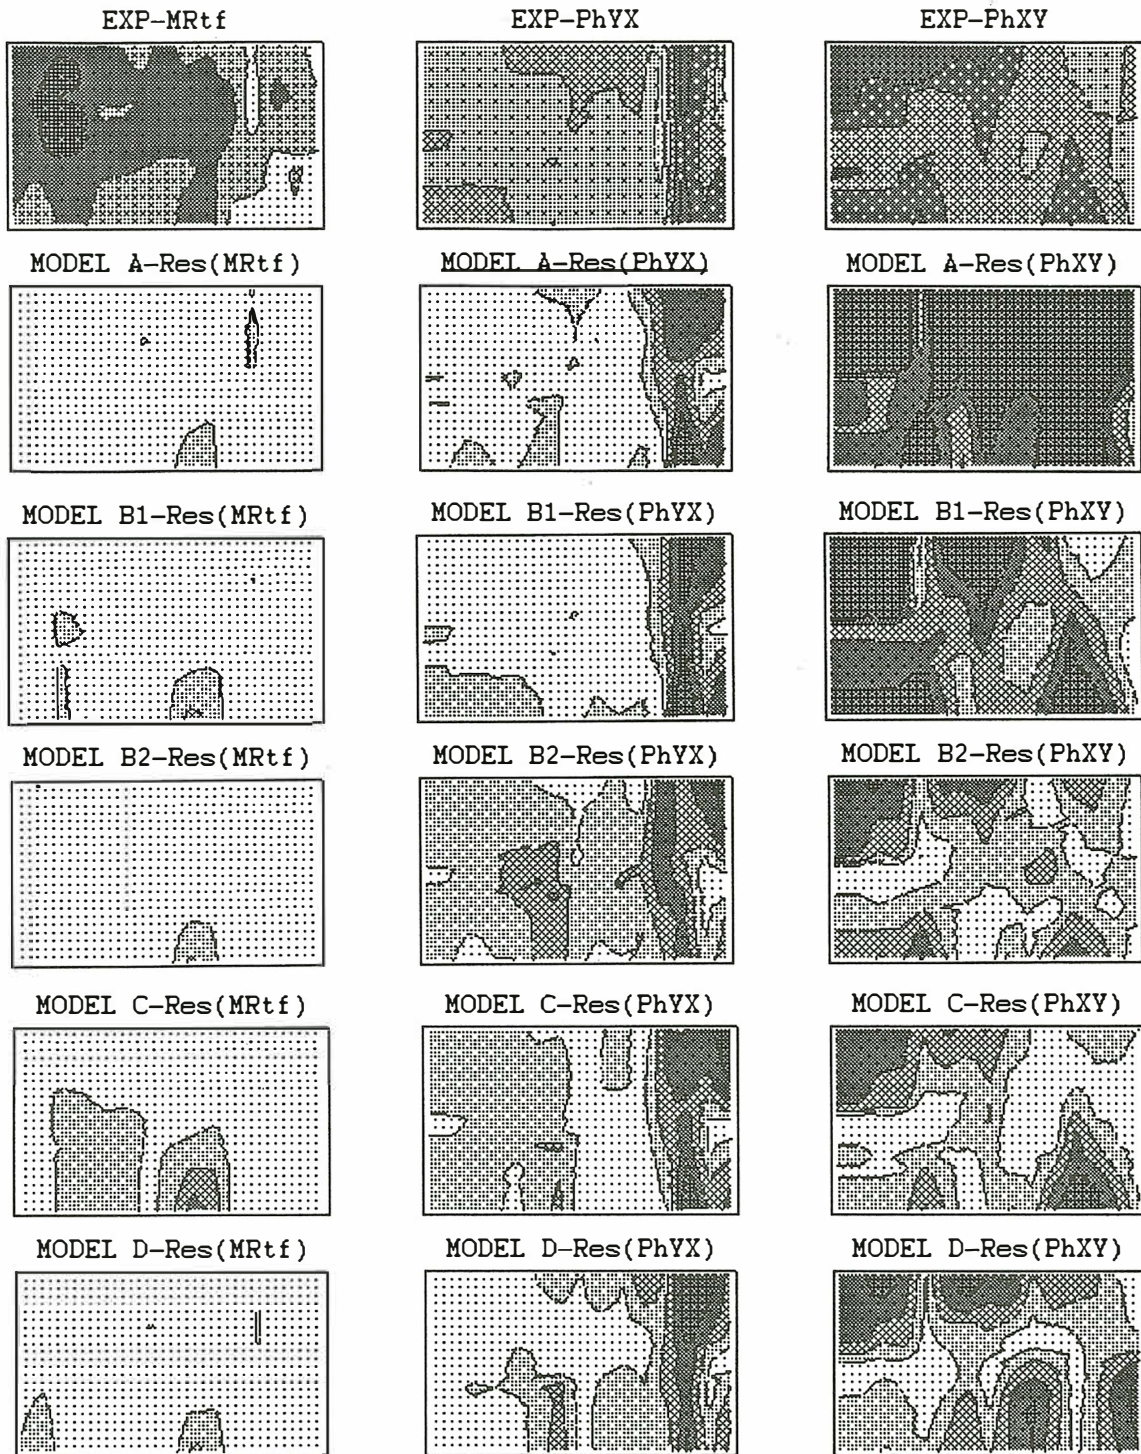 EXP-MRtf EXP-PhYX EXP-PhXY
MODEL A-Res(MRtf) MODEL A-Res(PhYX) MODEL A-Res(PhXY)
MODEL B1-Res(MRtf) MODEL B1-Res(PhYX) MODEL B1-Res(PhXY)
MODEL B2-Res(MRtf) MODEL B2-Res(PhYX) MODEL B2-Res(PhXY)
MODEL C-Res(MRtf) MODEL C-Res(PhYX) MODEL C-Res(PhXY)
MODEL D-Res(MRtf) MODEL D-Res(PhYX) MODEL D-Res(PhXY)